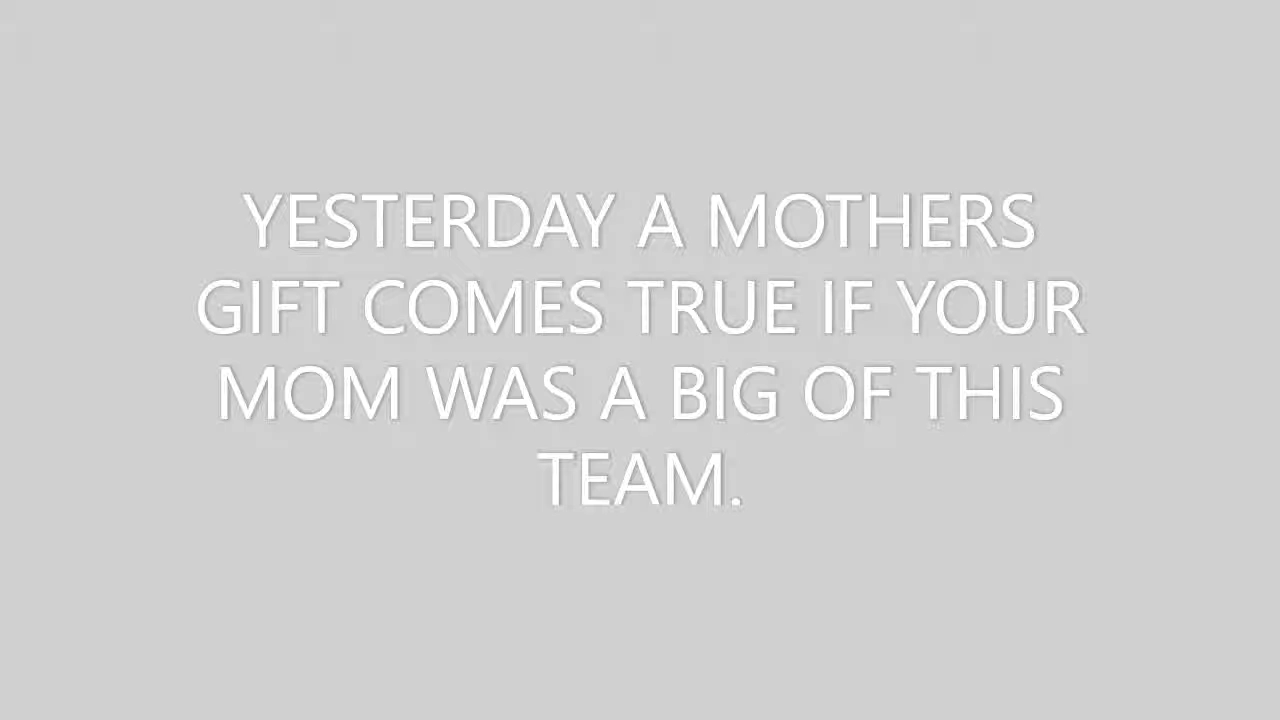 YESTERDAY A MOTHERS
GIFT COMES TRUE IF YOUR
MOM WAS A BIG OF THIS
TEAM.